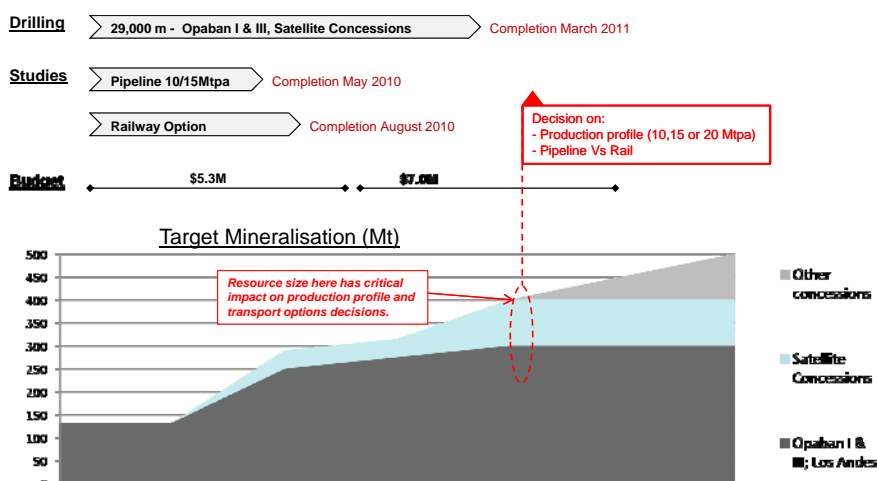 Drilling
29,000 m - Opaban I & III, Satellite Concessions
Completion March 2011
Studies
Pipeline 10/15Mtpa
Completion May 2010
Railway Option
Completion August 2010
Decision on:
- Production profile (10,15 or 20 Mtpa)
- Pipeline Vs Rail
Budget
$5.3M
$7.0M
Target Mineralisation (Mt)
500
450
400
350
300
250
200
150
100
50
Resource size here has critical
impact on production profile and
transport options decisions.
Other
concessions
Satellite
Concessions
Opaban I &
III; Los Andes